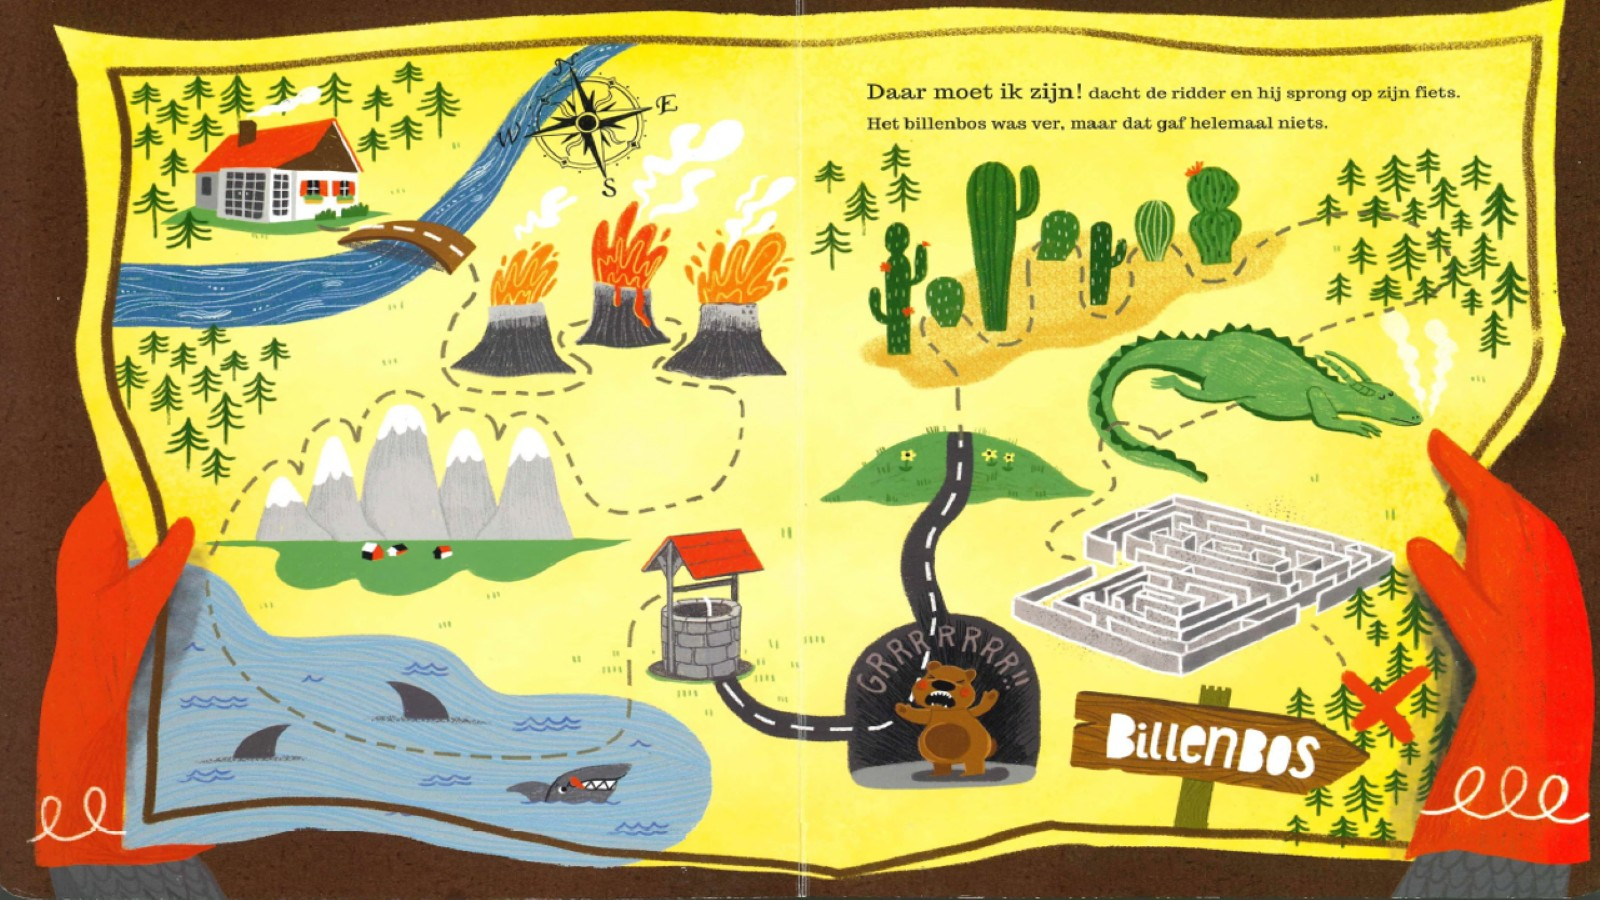 N
E
W
S
Daar moet ik zijn! dacht de ridder en hij sprong op zijn fiets.
Het billenbos was ver, maar dat gaf helemaal niets.
GRRRRRRRR!!
BillenBos